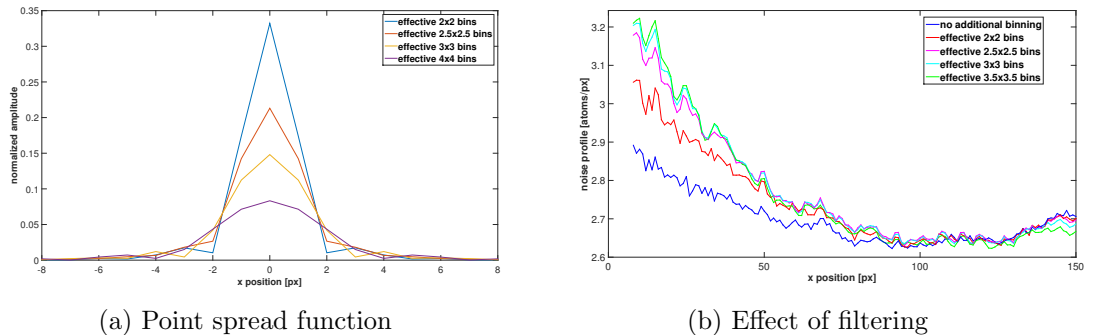 0.35
0.3
0.25
0.2
0.15
0.1
0.05
0
normalized amplitude
effective 2x2 bins
effective 2.5x2.5 bins
effective 3x3 bins
effective 4x4 bins
-8 -6 -4 -2 0 2 4 6 8
x position [px]
(a) Point spread function
3.2
3.1
3
2.9
2.8
2.7
2.6
noise profile [atoms/px]
no additional binning
effective 2x2 bins
effective 2.5x2.5 bins
effective 3x3 bins
effective 3.5x3.5 bins
0 50 100 150
x position [px]
(b) Effect of filtering